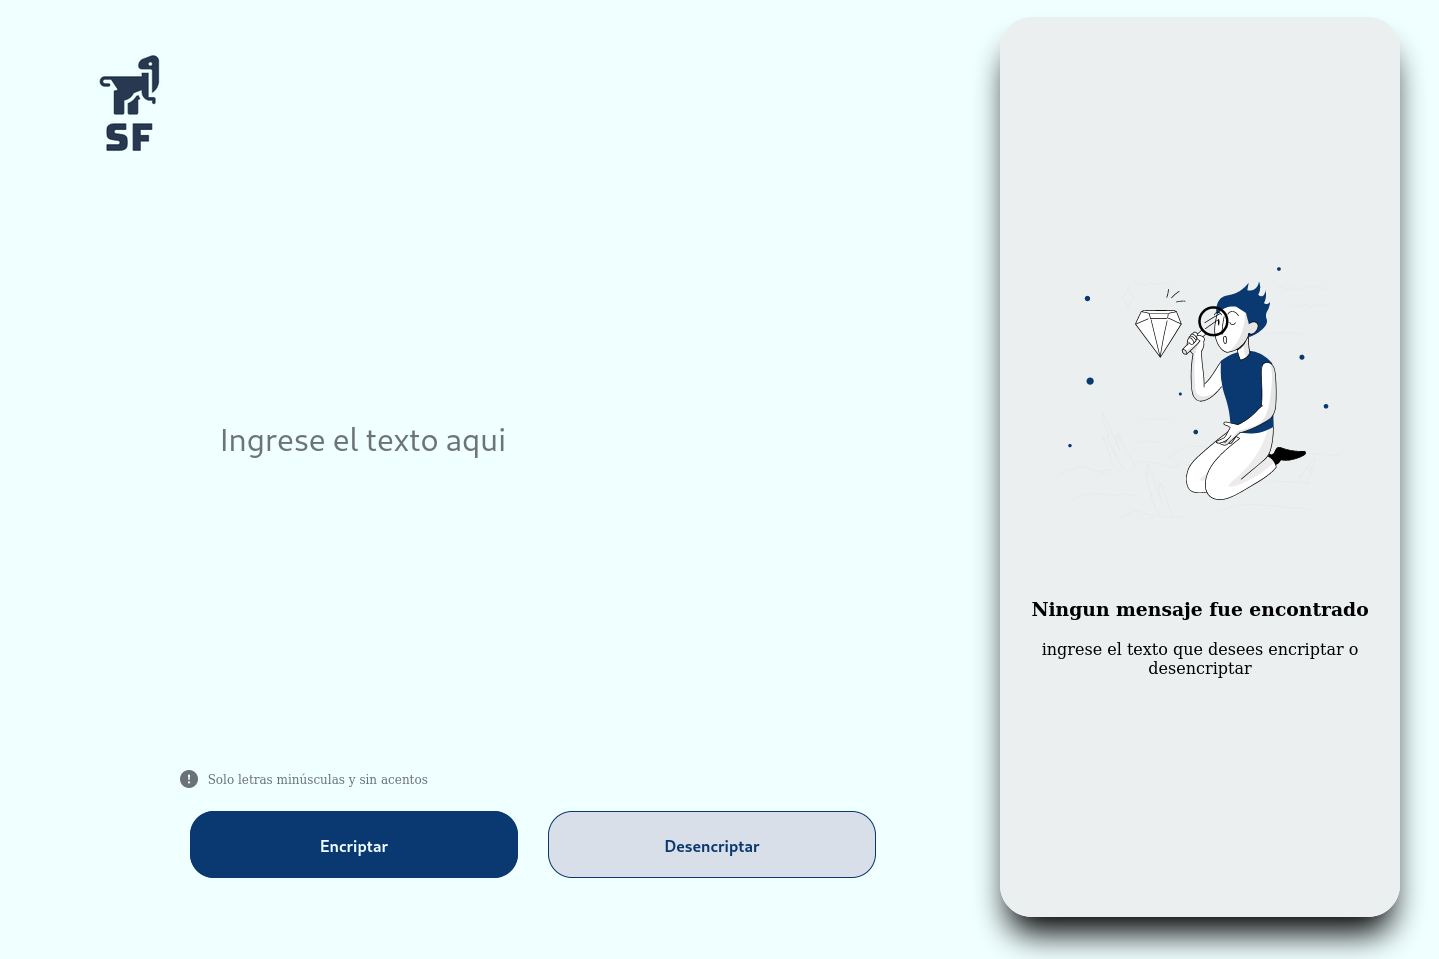 SF
Ingrese el texto aqui
Solo letras minúsculas y sin acentos
Encriptar
Desencriptar
Ningun mensaje fue encontrado
ingrese el texto que desees encriptar o
desencriptar